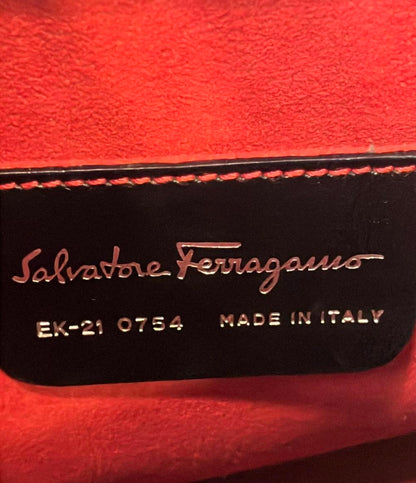 Salvatore Ferragamo
EK-21 0754 MADE IN ITALY